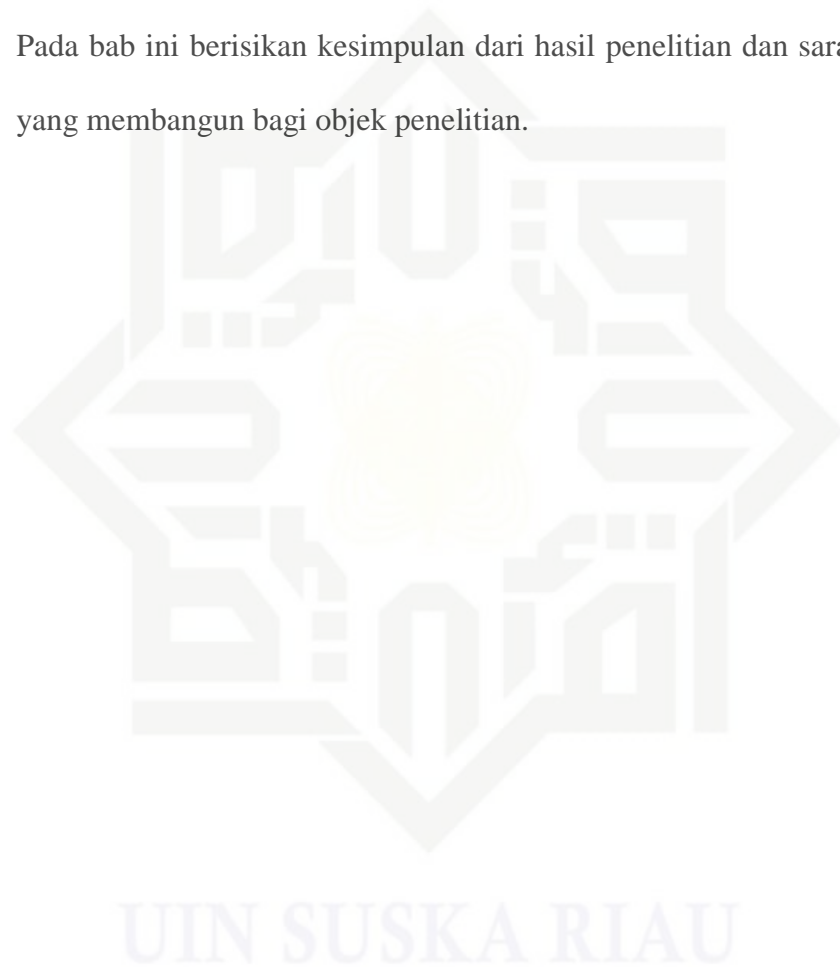 Pada bab ini berisikan kesimpulan dari hasil penelitian dan sara
yang membangun bagi objek penelitian.
UIN SUSKA RIAU